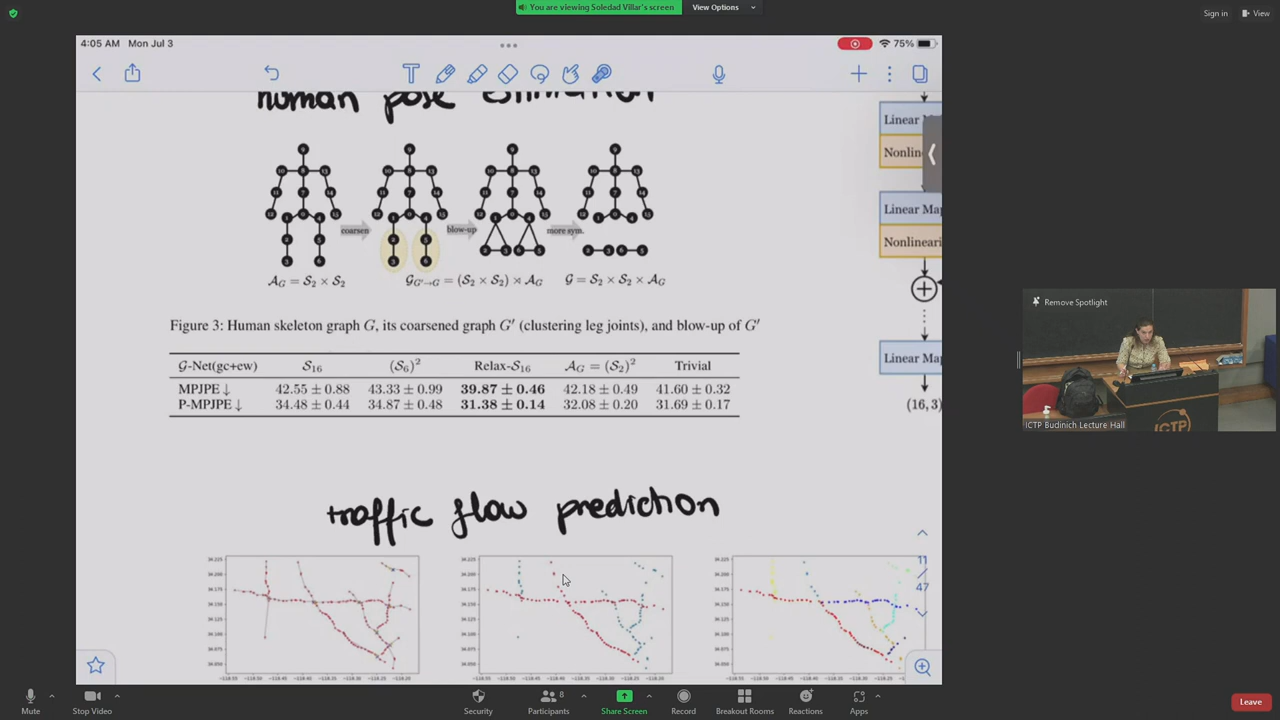 You are viewing Soledad Villar's screen
View Options
Sign in
View
4:05 AM Mon Jul 3
75%
human pose estimation
coarsen
blow-up
more sym.
A_G = S_2 × S_2
G_{G'→G} = (S_2 × S_2) ⋊ A_G
G = S_2 × S_2 × A_G
Figure 3: Human skeleton graph G, its coarsened graph G′ (clustering leg joints), and blow-up of G′
G-Net(gc+ew) S_16 (S_6)^2 Relax-S_16 A_G = (S_2)^2 Trivial
MPJPE ↓ 42.55 ± 0.88 43.33 ± 0.99 39.87 ± 0.46 42.18 ± 0.49 41.60 ± 0.32
P-MPJPE ↓ 34.48 ± 0.44 34.87 ± 0.48 31.38 ± 0.14 32.08 ± 0.20 31.69 ± 0.17
traffic flow prediction
Linear
Nonlin
Linear Map
Nonlineari
Linear Map
(16, 3)
11
/
47
Remove Spotlight
ICTP
ICTP Budinich Lecture Hall
Mute
Stop Video
Security
Participants
8
Share Screen
Record
Breakout Rooms
Reactions
Apps
Leave